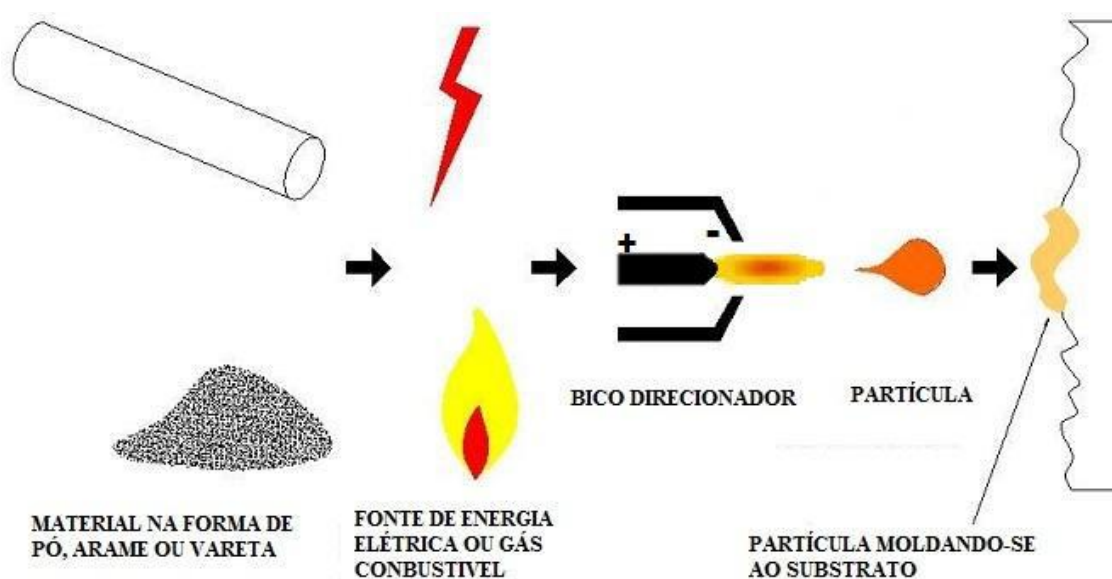 +
-
BICO DIRECIONADOR
PARTÍCULA
MATERIAL NA FORMA DE
PÓ, ARAME OU VARETA
FONTE DE ENERGIA
ELÉTRICA OU GÁS
CONBUSTIVEL
PARTÍCULA MOLDANDO-SE
AO SUBSTRATO